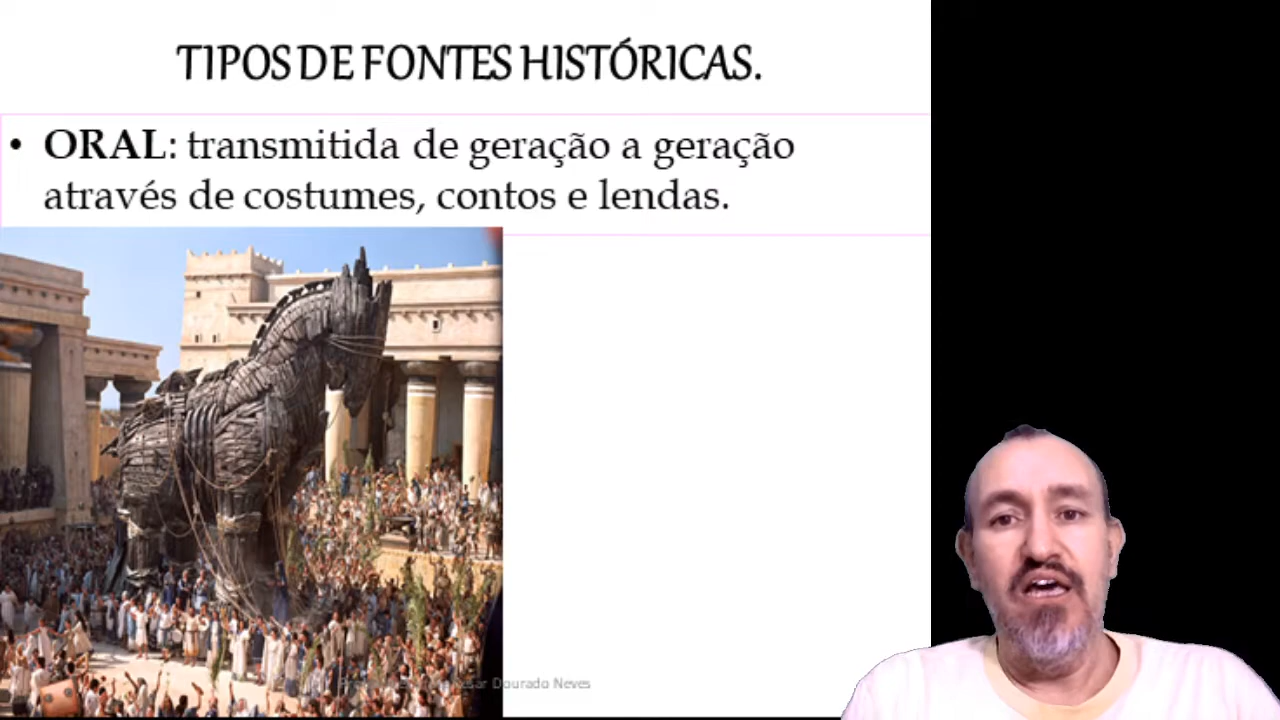 TIPOS DE FONTES HISTÓRICAS.
• ORAL: transmitida de geração a geração
através de costumes, contos e lendas.
Dourado Neves